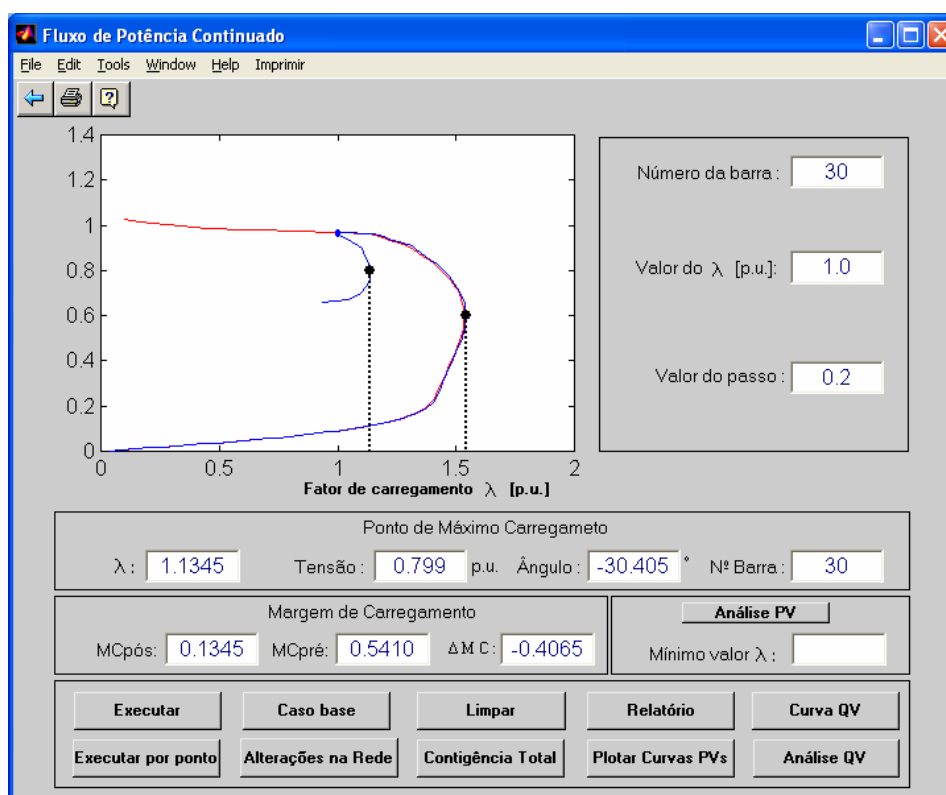 Fluxo de Potência Continuado
File Edit Tools Window Help Imprimir
1.4
1.2
1
0.8
0.6
0.4
0.2
0
0 0.5 1 1.5 2
Fator de carregamento λ [p.u.]
Número da barra : 30
Valor do λ [p.u.]: 1.0
Valor do passo : 0.2
Ponto de Máximo Carregameto
λ : 1.1345 Tensão : 0.799 p.u. Ângulo : -30.405 ° Nº Barra : 30
Margem de Carregamento
MCpós: 0.1345 MCpré: 0.5410 ΔMC: -0.4065
Análise PV
Mínimo valor λ :
Executar Caso base Limpar Relatório Curva QV
Executar por ponto Alterações na Rede Contigência Total Plotar Curvas PVs Análise QV